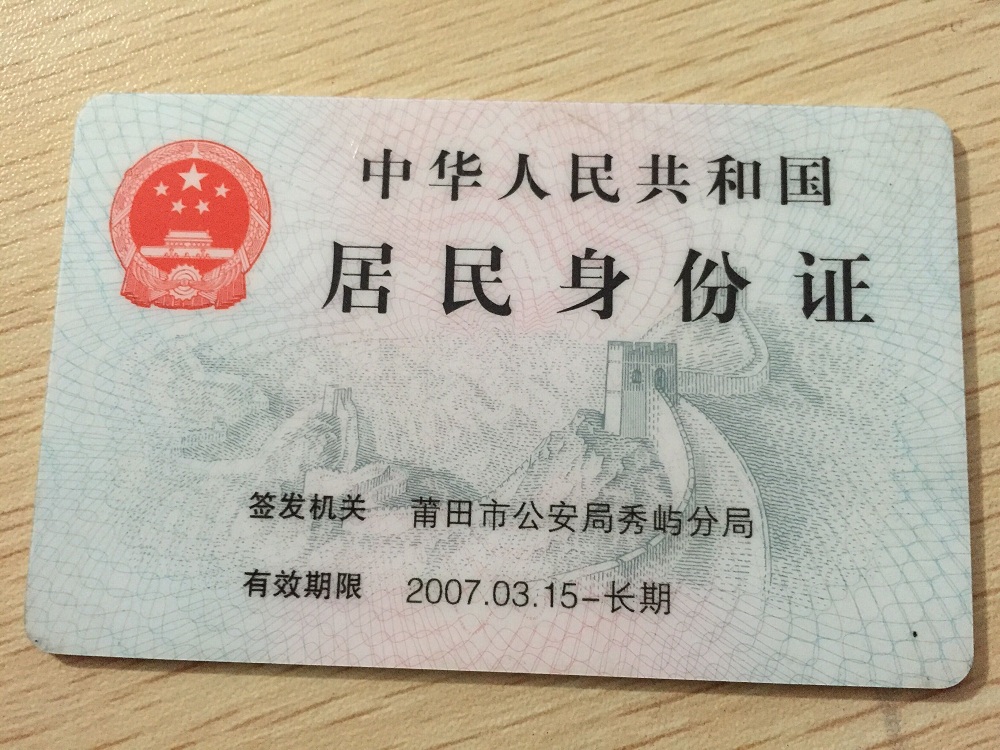 中华人民共和国
居民身份证
签发机关 莆田市公安局秀屿分局
有效期限 2007.03.15-长期